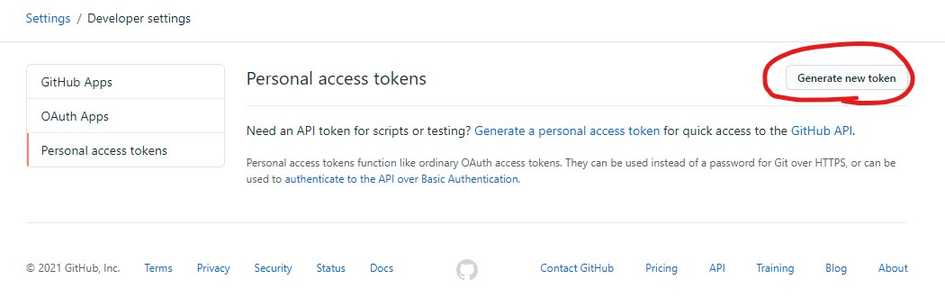 Settings / Developer settings
GitHub Apps
OAuth Apps
Personal access tokens
Personal access tokens
Generate new token
Need an API token for scripts or testing? Generate a personal access token for quick access to the GitHub API.
Personal access tokens function like ordinary OAuth access tokens. They can be used instead of a password for Git over HTTPS, or can be
used to authenticate to the API over Basic Authentication.
© 2021 GitHub, Inc. Terms Privacy Security Status Docs Contact GitHub Pricing API Training Blog About